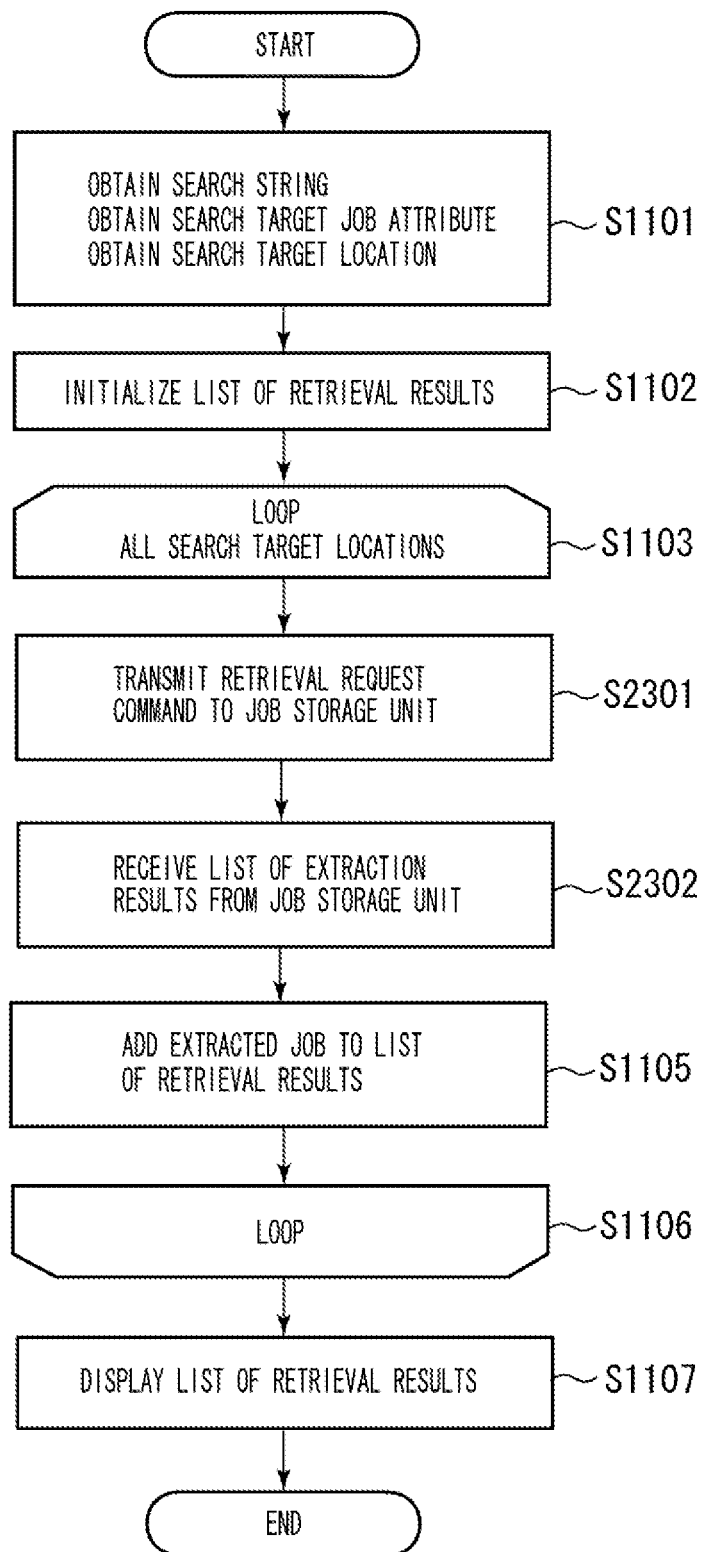 START
OBTAIN SEARCH STRING
OBTAIN SEARCH TARGET JOB ATTRIBUTE
OBTAIN SEARCH TARGET LOCATION
S1101
INITIALIZE LIST OF RETRIEVAL RESULTS
S1102
LOOP
ALL SEARCH TARGET LOCATIONS
S1103
TRANSMIT RETRIEVAL REQUEST
COMMAND TO JOB STORAGE UNIT
S2301
RECEIVE LIST OF EXTRACTION
RESULTS FROM JOB STORAGE UNIT
S2302
ADD EXTRACTED JOB TO LIST
OF RETRIEVAL RESULTS
S1105
LOOP
S1106
DISPLAY LIST OF RETRIEVAL RESULTS
S1107
END